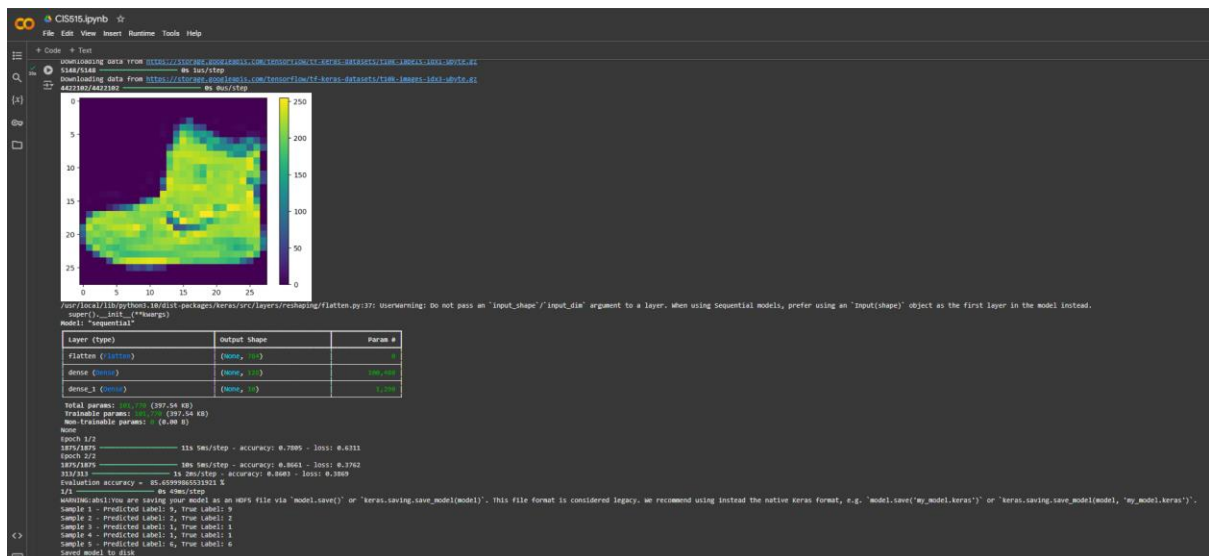 CIS515.ipynb ☆
File Edit View Insert Runtime Tools Help
+ Code + Text
Downloading data from https://storage.googleapis.com/tensorflow/tf-keras-datasets/t10k-labels-idx1-ubyte.gz
5148/5148 0s 1us/step
Downloading data from https://storage.googleapis.com/tensorflow/tf-keras-datasets/t10k-images-idx3-ubyte.gz
4422102/4422102 0s 0us/step
0
5
10
15
20
25
0 5 10 15 20 25
250
200
150
100
50
0
/usr/local/lib/python3.10/dist-packages/keras/src/layers/reshaping/flatten.py:37: UserWarning: Do not pass an `input_shape`/`input_dim` argument to a layer. When using Sequential models, prefer using an `Input(shape)` object as the first layer in the model instead.
super().__init__(**kwargs)
Model: "sequential"
Layer (type) Output Shape Param #
flatten (Flatten) (None, 784) 0
dense (Dense) (None, 128) 100,480
dense_1 (Dense) (None, 10) 1,290
Total params: 101,770 (397.54 KB)
Trainable params: 101,770 (397.54 KB)
Non-trainable params: 0 (0.00 B)
None
Epoch 1/2
1875/1875 11s 5ms/step - accuracy: 0.7805 - loss: 0.6311
Epoch 2/2
1875/1875 10s 5ms/step - accuracy: 0.8661 - loss: 0.3762
313/313 1s 2ms/step - accuracy: 0.8603 - loss: 0.3869
Evaluation accuracy = 85.65999865531921 %
1/1 0s 49ms/step
WARNING:absl:You are saving your model as an HDF5 file via `model.save()` or `keras.saving.save_model(model)`. This file format is considered legacy. We recommend using instead the native Keras format, e.g. `model.save('my_model.keras')` or `keras.saving.save_model(model, 'my_model.keras')`.
Sample 1 - Predicted Label: 9, True Label: 9
Sample 2 - Predicted Label: 2, True Label: 2
Sample 3 - Predicted Label: 1, True Label: 1
Sample 4 - Predicted Label: 1, True Label: 1
Sample 5 - Predicted Label: 6, True Label: 6
Saved model to disk